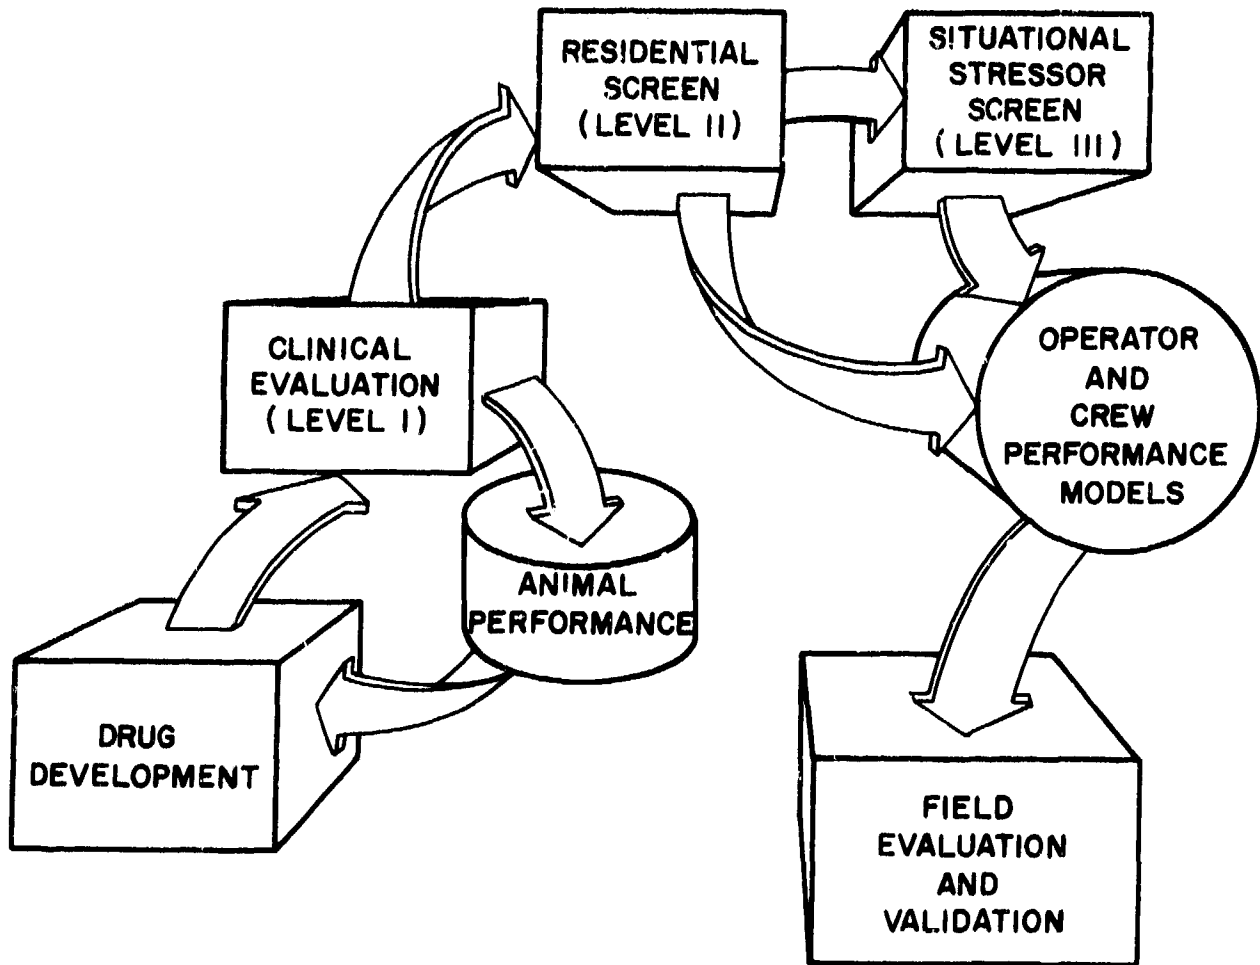 RESIDENTIAL
SCREEN
(LEVEL II)
SITUATIONAL
STRESSOR
SCREEN
(LEVEL III)
CLINICAL
EVALUATION
(LEVEL I)
OPERATOR
AND
CREW
PERFORMANCE
MODELS
ANIMAL
PERFORMANCE
DRUG
DEVELOPMENT
FIELD
EVALUATION
AND
VALIDATION